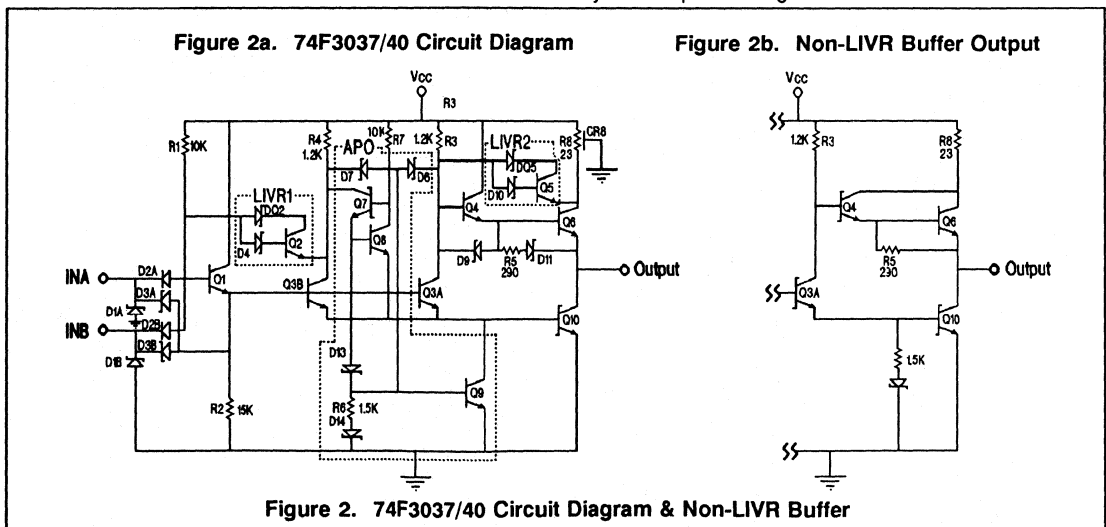 Figure 2a. 74F3037/40 Circuit Diagram
Figure 2b. Non-LIVR Buffer Output
Vcc
R3
R1
10K
R4
1.2K
10K
R7
1.2K
R3
APO
D7
D6
LIVR2
DQ5
D10
Q5
R8
23
CR8
LIVR1
DQ2
D4
Q2
Q7
Q8
Q4
Q6
D9
R5
290
D11
Output
INA
D2A
D3A
D1A
Q1
Q3B
Q3A
Q10
INB
D2B
D3B
D1B
R2
15K
D13
R6
1.5K
D14
Q9
Vcc
1.2K
R3
R8
23
Q4
Q6
R5
290
Output
Q3A
Q10
1.5K
Figure 2. 74F3037/40 Circuit Diagram & Non-LIVR Buffer